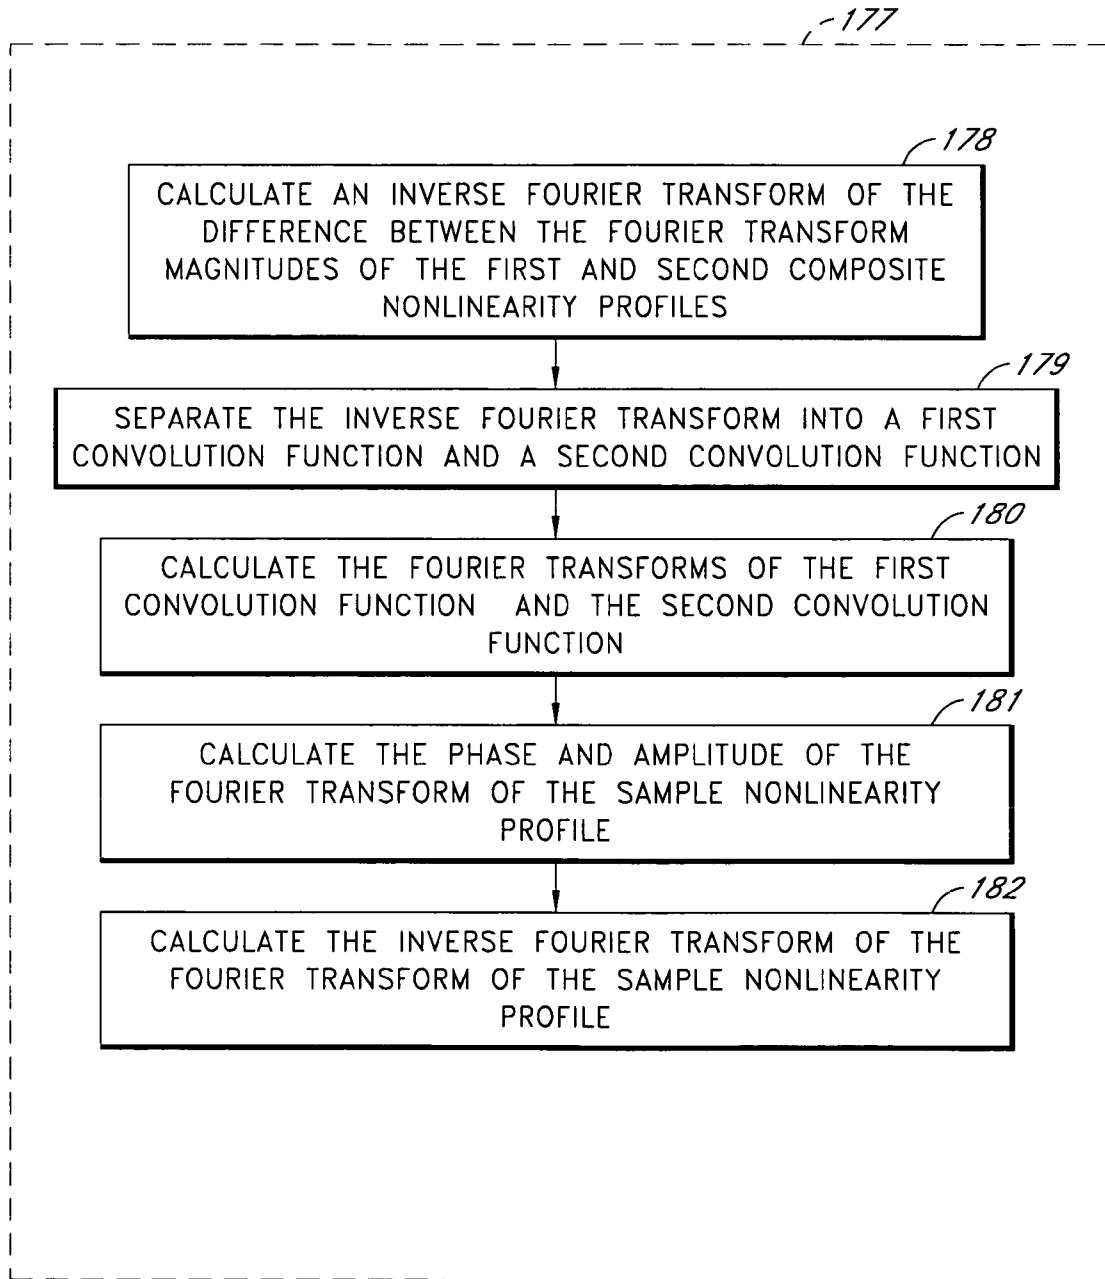 177
178
CALCULATE AN INVERSE FOURIER TRANSFORM OF THE
DIFFERENCE BETWEEN THE FOURIER TRANSFORM
MAGNITUDES OF THE FIRST AND SECOND COMPOSITE
NONLINEARITY PROFILES
179
SEPARATE THE INVERSE FOURIER TRANSFORM INTO A FIRST
CONVOLUTION FUNCTION AND A SECOND CONVOLUTION FUNCTION
180
CALCULATE THE FOURIER TRANSFORMS OF THE FIRST
CONVOLUTION FUNCTION AND THE SECOND CONVOLUTION
FUNCTION
181
CALCULATE THE PHASE AND AMPLITUDE OF THE
FOURIER TRANSFORM OF THE SAMPLE NONLINEARITY
PROFILE
182
CALCULATE THE INVERSE FOURIER TRANSFORM OF THE
FOURIER TRANSFORM OF THE SAMPLE NONLINEARITY
PROFILE